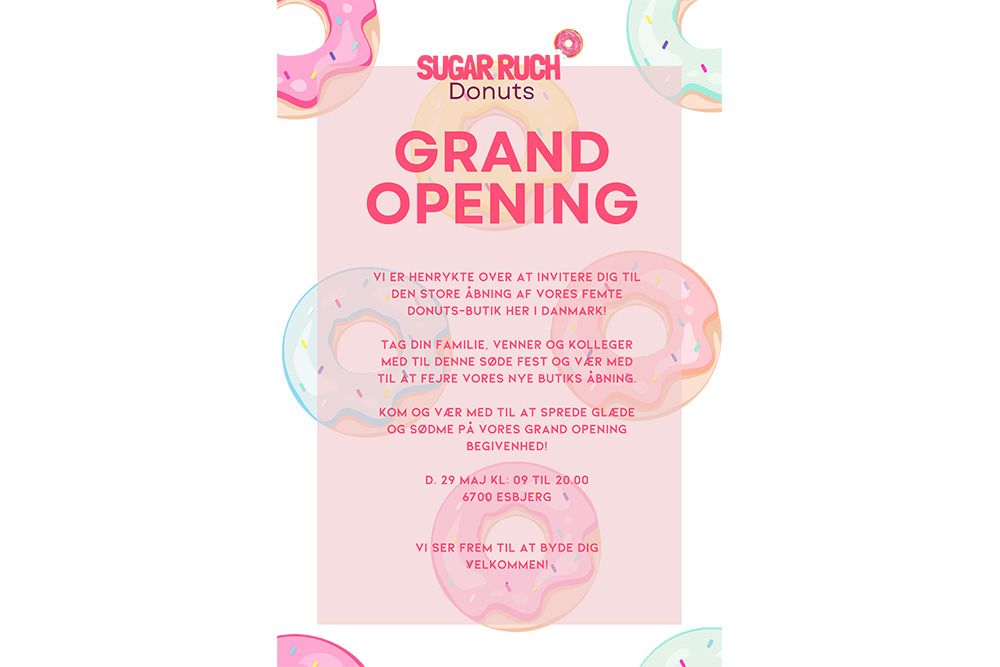 SUGAR RUCH
Donuts
GRAND
OPENING
VI ER HENRYKTE OVER AT INVITERE DIG TIL
DEN STORE ÅBNING AF VORES FEMTE
DONUTS-BUTIK HER I DANMARK!
TAG DIN FAMILIE, VENNER OG KOLLEGER
MED TIL DENNE SØDE FEST OG VÆR MED
TIL AT FEJRE VORES NYE BUTIKS ÅBNING.
KOM OG VÆR MED TIL AT SPREDE GLÆDE
OG SØDME PÅ VORES GRAND OPENING
BEGIVENHED!
D. 29 MAJ KL: 09 TIL 20.00
6700 ESBJERG
VI SER FREM TIL AT BYDE DIG
VELKOMMEN!